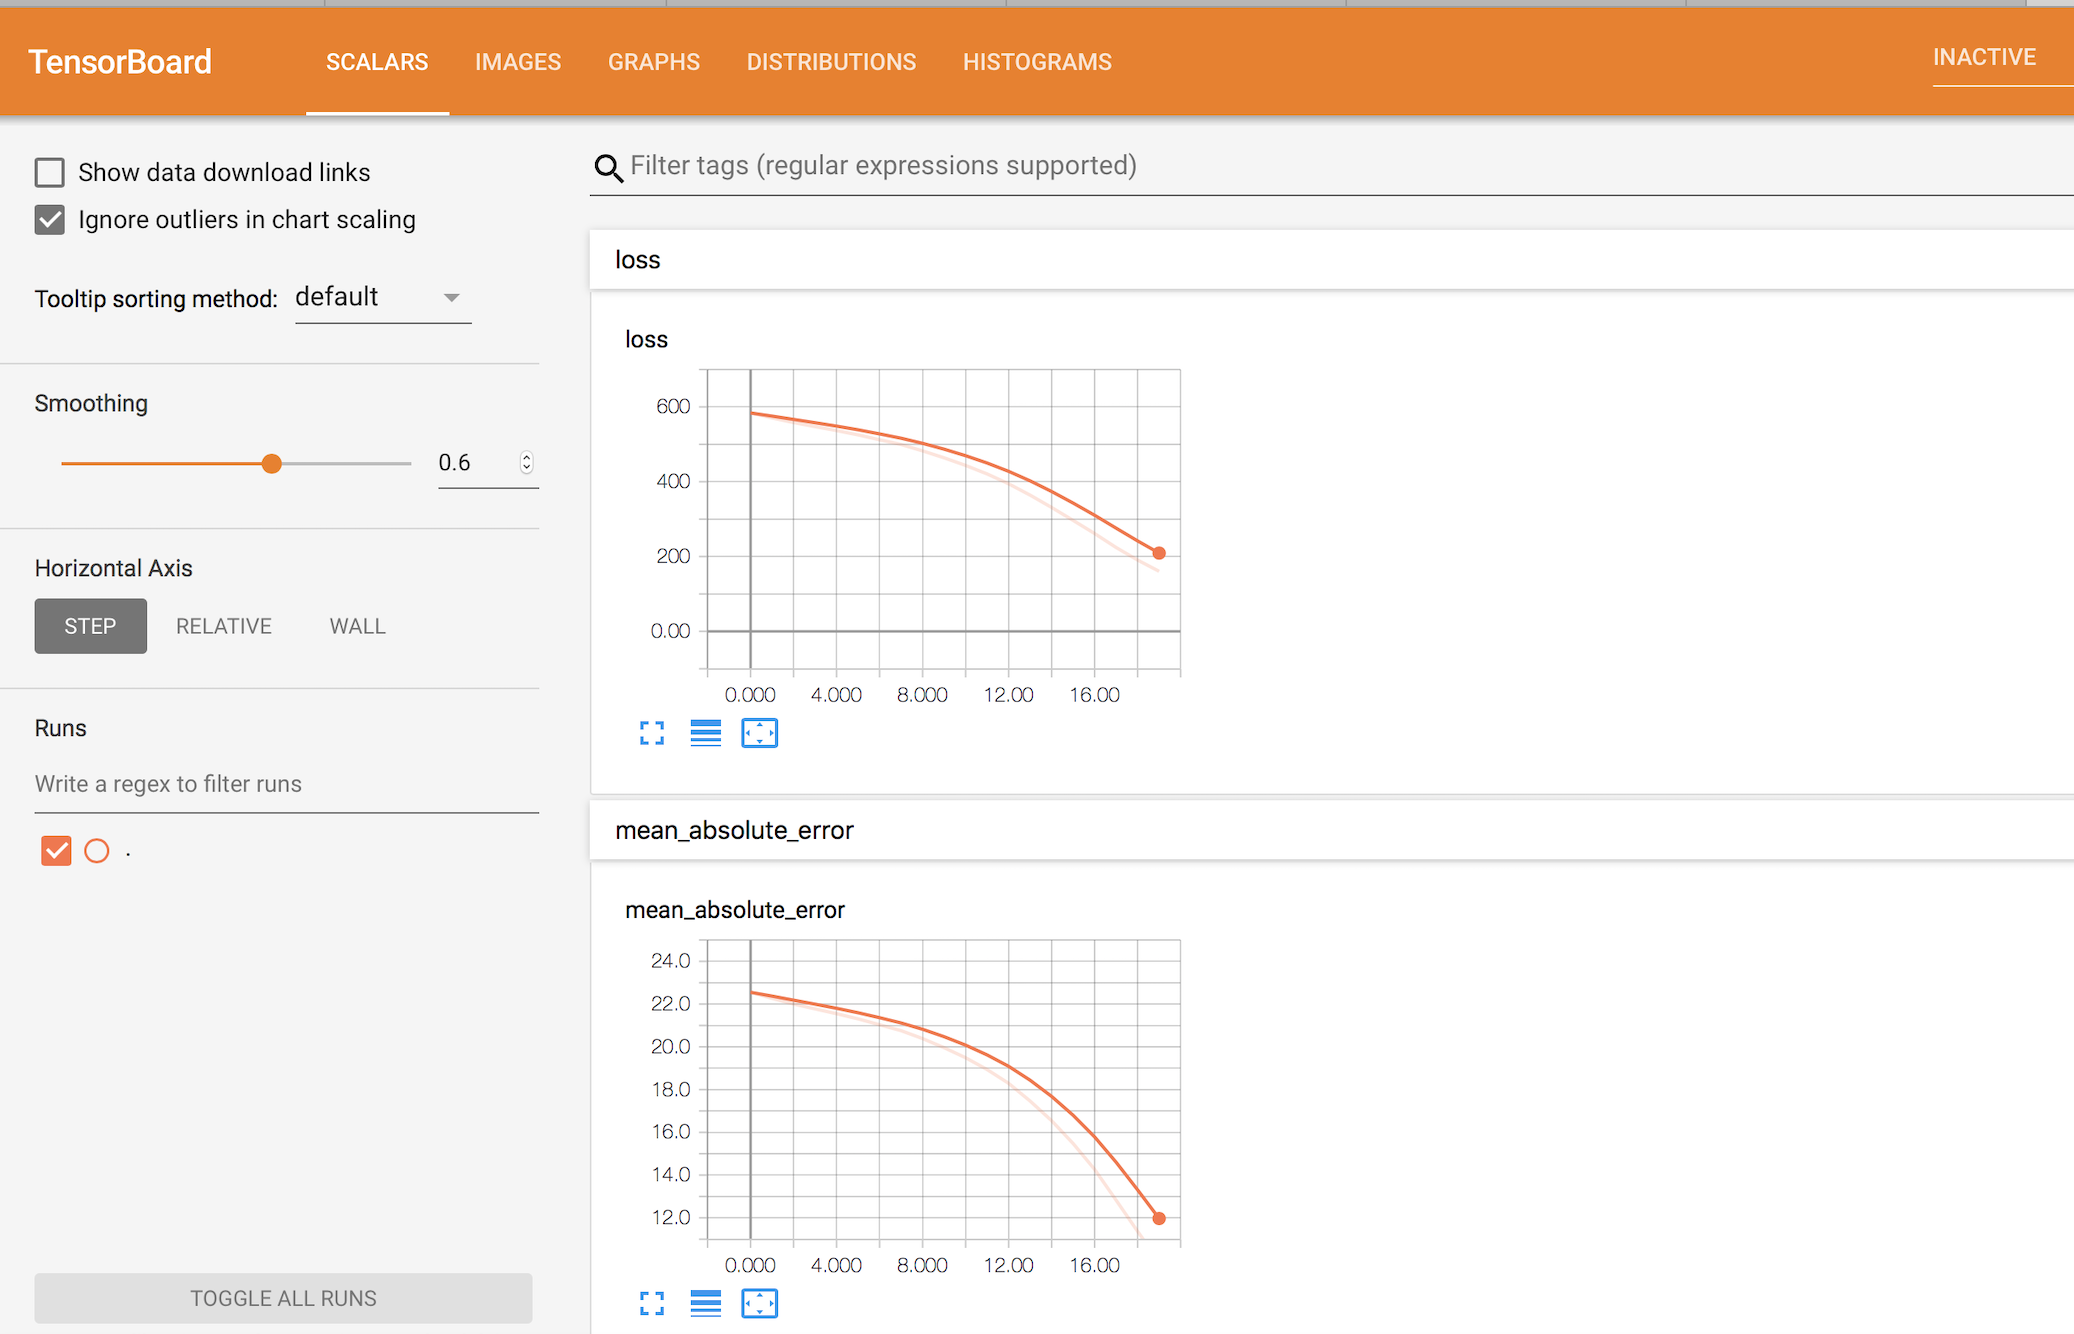 TensorBoard SCALARS IMAGES GRAPHS DISTRIBUTIONS HISTOGRAMS INACTIVE
Show data download links
Ignore outliers in chart scaling
Tooltip sorting method: default
Smoothing
0.6
Horizontal Axis
STEP RELATIVE WALL
Runs
Write a regex to filter runs
.
TOGGLE ALL RUNS
Filter tags (regular expressions supported)
loss
loss
600
400
200
0.00
0.000 4.000 8.000 12.00 16.00
mean_absolute_error
mean_absolute_error
24.0
22.0
20.0
18.0
16.0
14.0
12.0
0.000 4.000 8.000 12.00 16.00